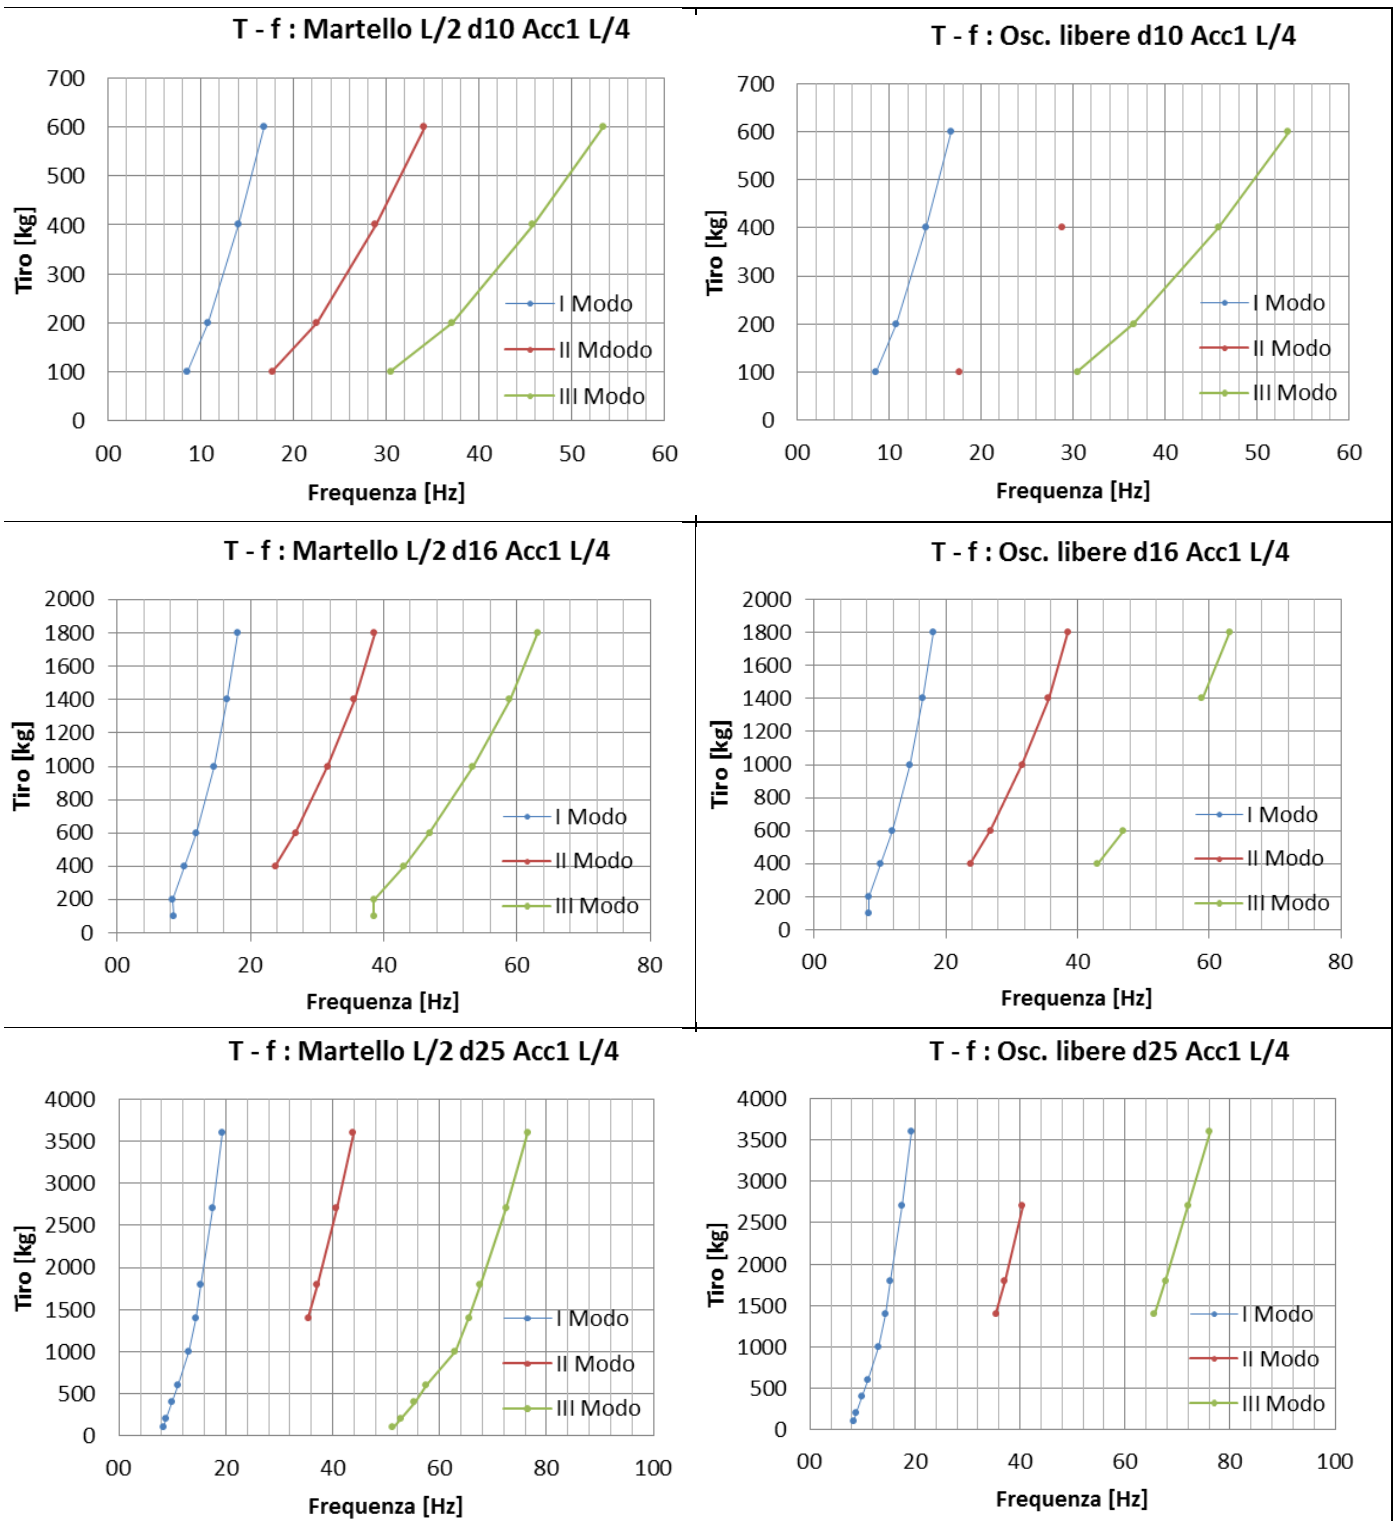 T - f : Martello L/2 d10 Acc1 L/4
700
600
500
400
300
200
100
0
Tiro [kg]
I Modo
II Mdodo
III Modo
00 10 20 30 40 50 60
Frequenza [Hz]
T - f : Osc. libere d10 Acc1 L/4
700
600
500
400
300
200
100
0
Tiro [kg]
I Modo
II Modo
III Modo
00 10 20 30 40 50 60
Frequenza [Hz]
T - f : Martello L/2 d16 Acc1 L/4
2000
1800
1600
1400
1200
1000
800
600
400
200
0
Tiro [kg]
I Modo
II Modo
III Modo
00 20 40 60 80
Frequenza [Hz]
T - f : Osc. libere d16 Acc1 L/4
2000
1800
1600
1400
1200
1000
800
600
400
200
0
Tiro [kg]
I Modo
II Modo
III Modo
00 20 40 60 80
Frequenza [Hz]
T - f : Martello L/2 d25 Acc1 L/4
4000
3500
3000
2500
2000
1500
1000
500
0
Tiro [kg]
I Modo
II Modo
III Modo
00 20 40 60 80 100
Frequenza [Hz]
T - f : Osc. libere d25 Acc1 L/4
4000
3500
3000
2500
2000
1500
1000
500
0
Tiro [kg]
I Modo
II Modo
III Modo
00 20 40 60 80 100
Frequenza [Hz]